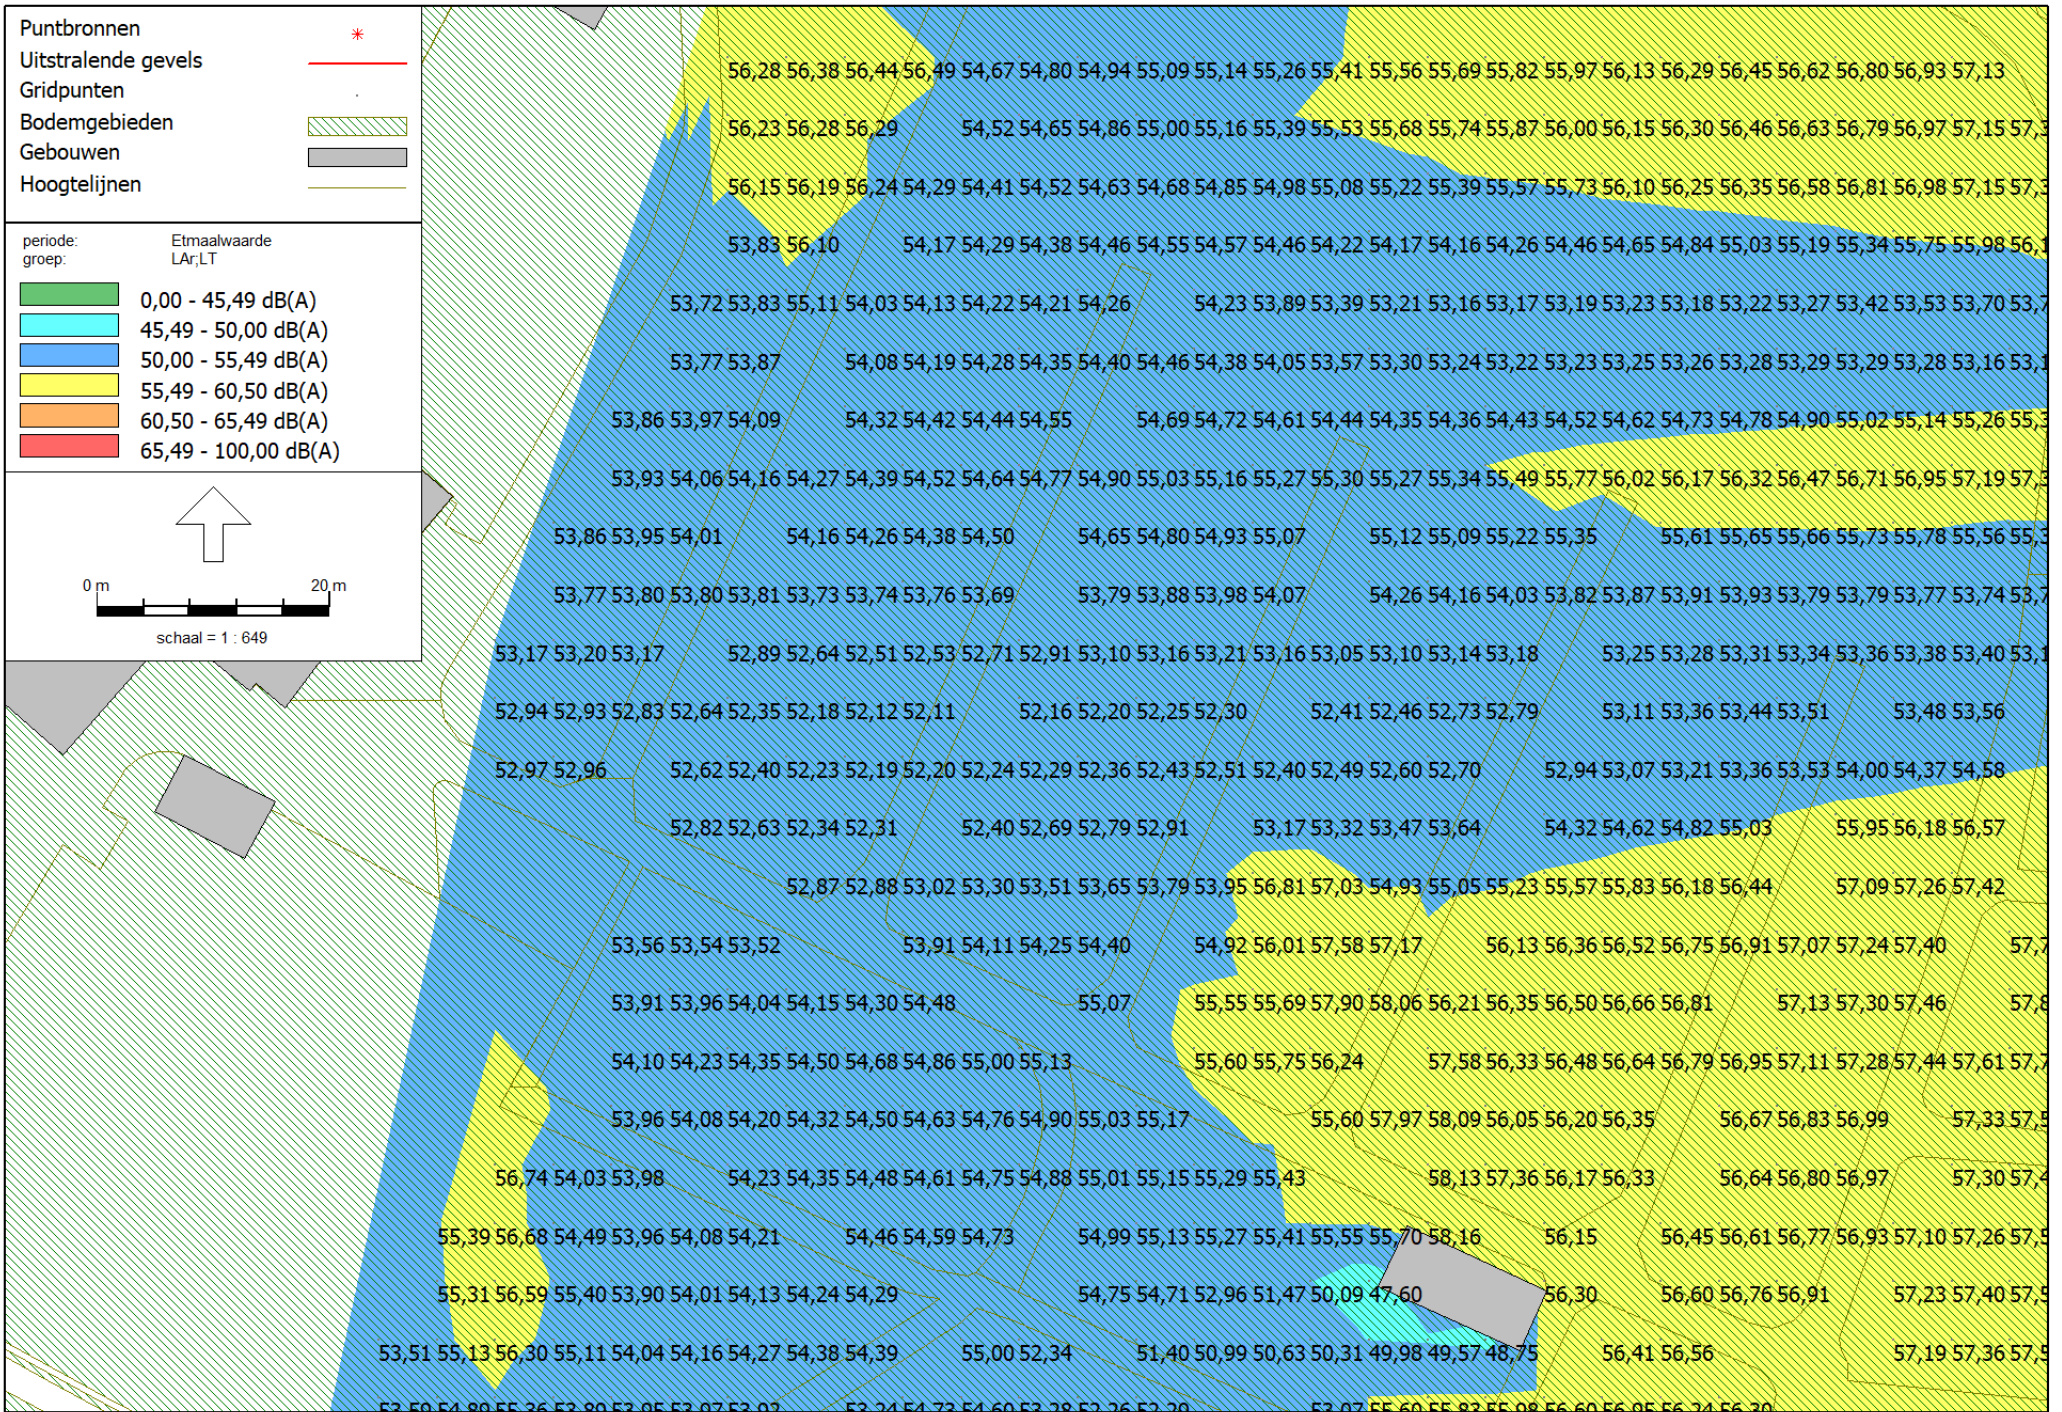 Puntbronnen
Uitstralende gevels
Gridpunten
Bodemgebieden
Gebouwen
Hoogtelijnen
periode: Etmaalwaarde
groep: LAr;LT
0,00 - 45,49 dB(A)
45,49 - 50,00 dB(A)
50,00 - 55,49 dB(A)
55,49 - 60,50 dB(A)
60,50 - 65,49 dB(A)
65,49 - 100,00 dB(A)
0 m 20 m
schaal = 1 : 649
56,28 56,38 56,44 56,49 54,67 54,80 54,94 55,09 55,14 55,26 55,41 55,56 55,69 55,82 55,97 56,13 56,29 56,45 56,62 56,80 56,93 57,13
56,23 56,28 56,29 54,52 54,65 54,86 55,00 55,16 55,39 55,53 55,68 55,74 55,87 56,00 56,15 56,30 56,46 56,63 56,79 56,97 57,15
56,15 56,19 56,24 54,29 54,41 54,52 54,63 54,68 54,85 54,98 55,08 55,22 55,39 55,57 55,73 56,10 56,25 56,35 56,58 56,81 56,98 57,15
53,83 56,10 54,17 54,29 54,38 54,46 54,55 54,57 54,46 54,22 54,17 54,16 54,26 54,46 54,65 54,84 55,03 55,19 55,34 55,75 55,98
53,72 53,83 55,11 54,03 54,13 54,22 54,21 54,26 54,23 53,89 53,39 53,21 53,16 53,17 53,19 53,23 53,18 53,22 53,27 53,42 53,53 53,70
53,77 53,87 54,08 54,19 54,28 54,35 54,40 54,46 54,38 54,05 53,57 53,30 53,24 53,22 53,23 53,25 53,26 53,28 53,29 53,29 53,28 53,16
53,86 53,97 54,09 54,32 54,42 54,44 54,55 54,69 54,72 54,61 54,44 54,35 54,36 54,43 54,52 54,62 54,73 54,78 54,90 55,02 55,14 55,26
53,93 54,06 54,16 54,27 54,39 54,52 54,64 54,77 54,90 55,03 55,16 55,27 55,30 55,27 55,34 55,49 55,77 56,02 56,17 56,32 56,47 56,71 56,95 57,19
53,86 53,95 54,01 54,16 54,26 54,38 54,50 54,65 54,80 54,93 55,07 55,12 55,09 55,22 55,35 55,61 55,65 55,66 55,73 55,78 55,56
53,77 53,80 53,80 53,81 53,73 53,74 53,76 53,69 53,79 53,88 53,98 54,07 54,26 54,16 54,03 53,82 53,87 53,91 53,93 53,79 53,79 53,77 53,74
53,17 53,20 53,17 52,89 52,64 52,51 52,53 52,71 52,91 53,10 53,16 53,21 53,16 53,05 53,10 53,14 53,18 53,25 53,28 53,31 53,34 53,36 53,38 53,40
52,94 52,93 52,83 52,64 52,35 52,18 52,12 52,11 52,16 52,20 52,25 52,30 52,41 52,46 52,73 52,79 53,11 53,36 53,44 53,51 53,48 53,56
52,97 52,96 52,62 52,40 52,23 52,19 52,20 52,24 52,29 52,36 52,43 52,51 52,40 52,49 52,60 52,70 52,94 53,07 53,21 53,36 53,53 54,00 54,37 54,58
52,82 52,63 52,34 52,31 52,40 52,69 52,79 52,91 53,17 53,32 53,47 53,64 54,32 54,62 54,82 55,03 55,95 56,18 56,57
52,87 52,88 53,02 53,30 53,51 53,65 53,79 53,95 56,81 57,03 54,93 55,05 55,23 55,57 55,83 56,18 56,44 57,09 57,26 57,42
53,56 53,54 53,52 53,91 54,11 54,25 54,40 54,92 56,01 57,58 57,17 56,13 56,36 56,52 56,75 56,91 57,07 57,24 57,40
53,91 53,96 54,04 54,15 54,30 54,48 55,07 55,55 55,69 57,90 58,06 56,21 56,35 56,50 56,66 56,81 57,13 57,30 57,46
54,10 54,23 54,35 54,50 54,68 54,86 55,00 55,13 55,60 55,75 56,24 57,58 56,33 56,48 56,64 56,79 56,95 57,11 57,28 57,44 57,61
53,96 54,08 54,20 54,32 54,50 54,63 54,76 54,90 55,03 55,17 55,60 57,97 58,09 56,05 56,20 56,35 56,67 56,83 56,99 57,33
56,74 54,03 53,98 54,23 54,35 54,48 54,61 54,75 54,88 55,01 55,15 55,29 55,43 58,13 57,36 56,17 56,33 56,64 56,80 56,97 57,30
55,39 56,68 54,49 53,96 54,08 54,21 54,46 54,59 54,73 54,99 55,13 55,27 55,41 55,55 55,70 58,16 56,15 56,45 56,61 56,77 56,93 57,10 57,26
55,31 56,59 55,40 53,90 54,01 54,13 54,24 54,29 54,75 54,71 52,96 51,47 50,09 47,60 56,30 56,60 56,76 56,91 57,23 57,40
53,51 55,13 56,30 55,11 54,04 54,16 54,27 54,38 54,39 55,00 52,34 51,40 50,99 50,63 50,31 49,98 49,57 48,75 56,41 56,56 57,19 57,36